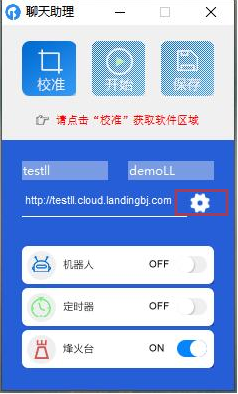 聊天助理
校准 开始 保存
请点击“校准”获取软件区域
testll demoLL
http://testll.cloud.landingbj.com
机器人 OFF
定时器 OFF
烽火台 ON